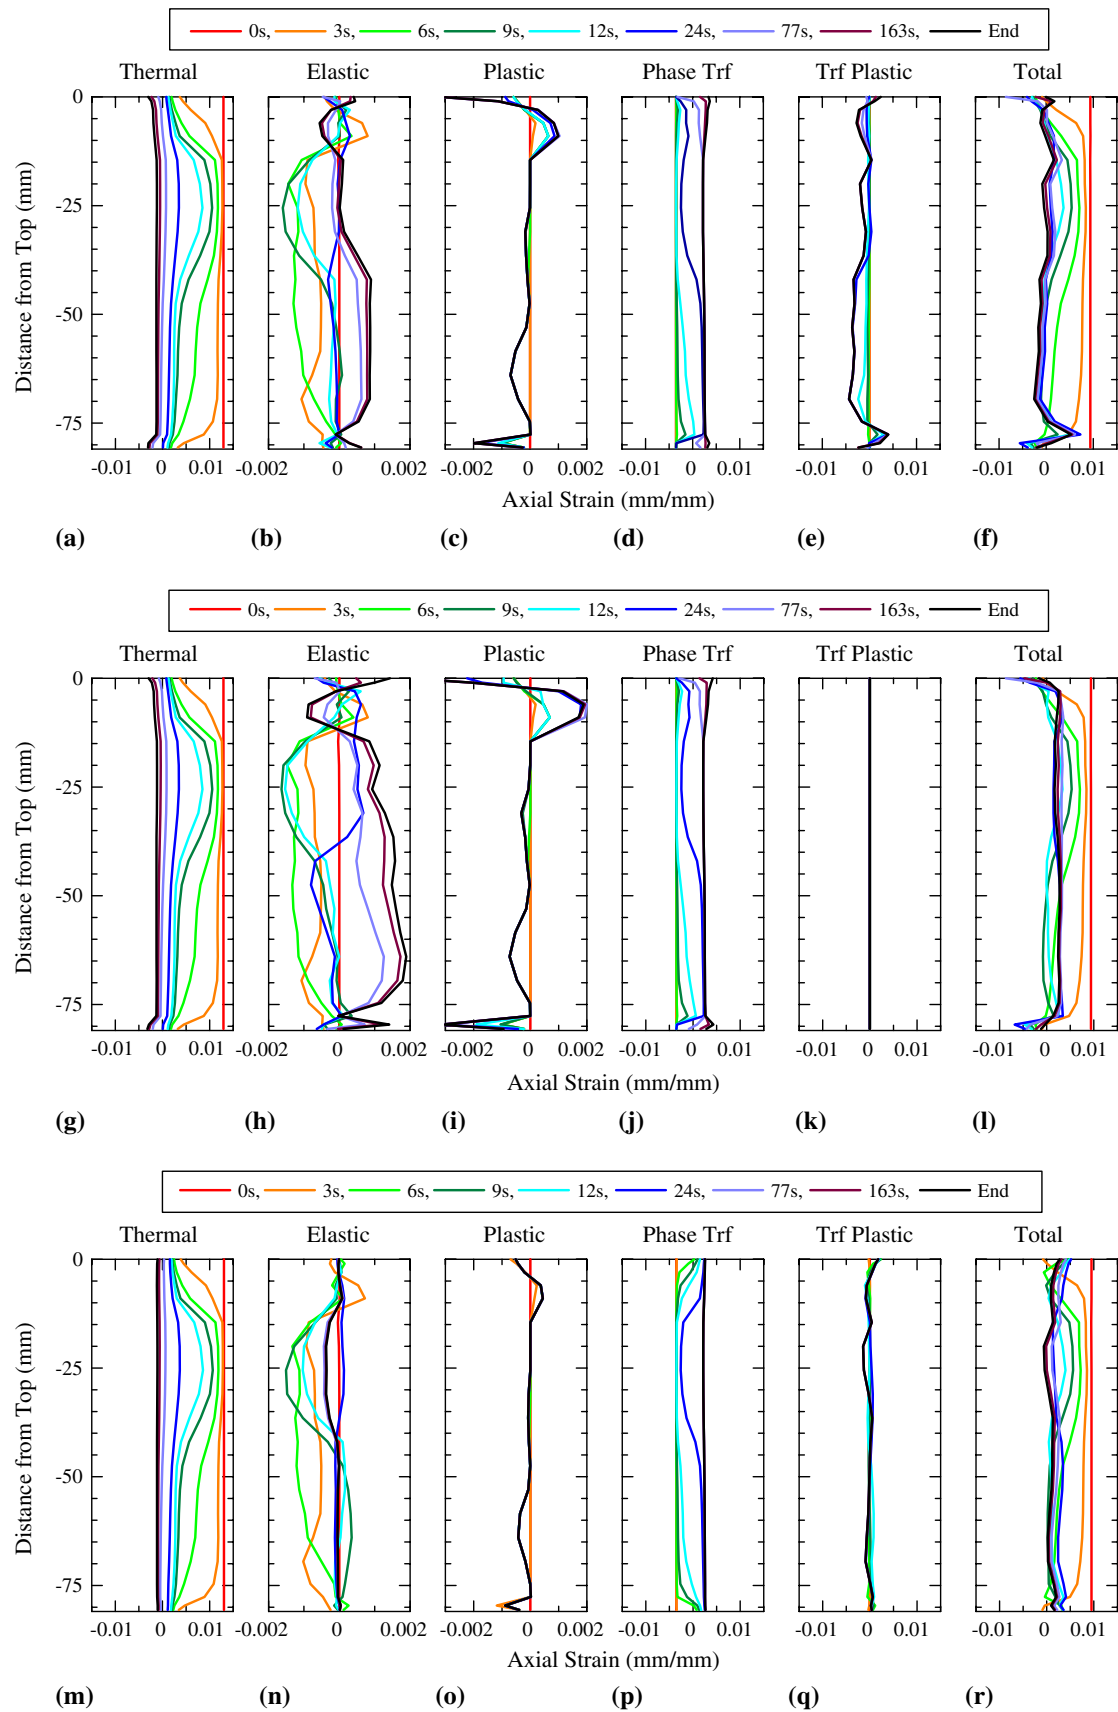 0s, 3s, 6s, 9s, 12s, 24s, 77s, 163s, End
Thermal Elastic Plastic Phase Trf Trf Plastic Total
0
-25
-50
-75
Distance from Top (mm)
-0.01 0 0.01 -0.002 0 0.002 -0.002 0 0.002 0 0.01 0 0.01 -0.01 0 0.01
Axial Strain (mm/mm)
(a) (b) (c) (d) (e) (f)
0s, 3s, 6s, 9s, 12s, 24s, 77s, 163s, End
Thermal Elastic Plastic Phase Trf Trf Plastic Total
0
-25
-50
-75
Distance from Top (mm)
-0.01 0 0.01 -0.002 0 0.002 -0.002 0 0.002 0 0.01 -0.01 0 0.01 -0.01 0 0.01
Axial Strain (mm/mm)
(g) (h) (i) (j) (k) (l)
0s, 3s, 6s, 9s, 12s, 24s, 77s, 163s, End
Thermal Elastic Plastic Phase Trf Trf Plastic Total
0
-25
-50
-75
Distance from Top (mm)
-0.01 0 0.01 -0.002 0 0.002 -0.002 0 0.002 -0.01 0 0.01 -0.01 0 0.01 -0.01 0 0.01
Axial Strain (mm/mm)
(m) (n) (o) (p) (q) (r)